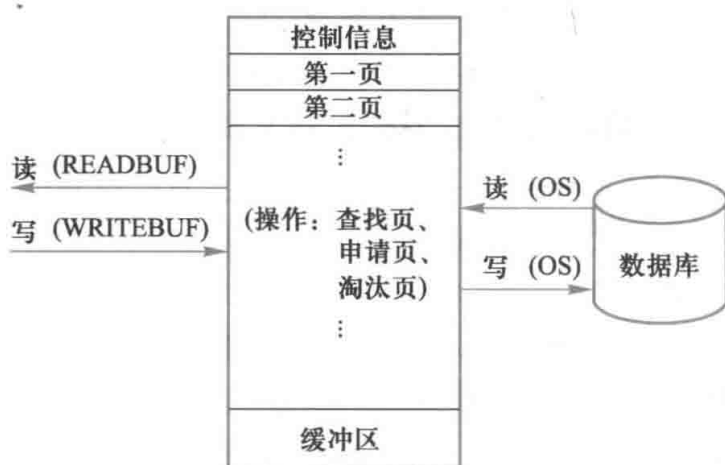 控制信息
第一页
第二页
⋮
读 (READBUF)
读 (OS)
写 (WRITEBUF)
(操作：查找页、
申请页、
写 (OS)
数据库
淘汰页)
⋮
缓冲区